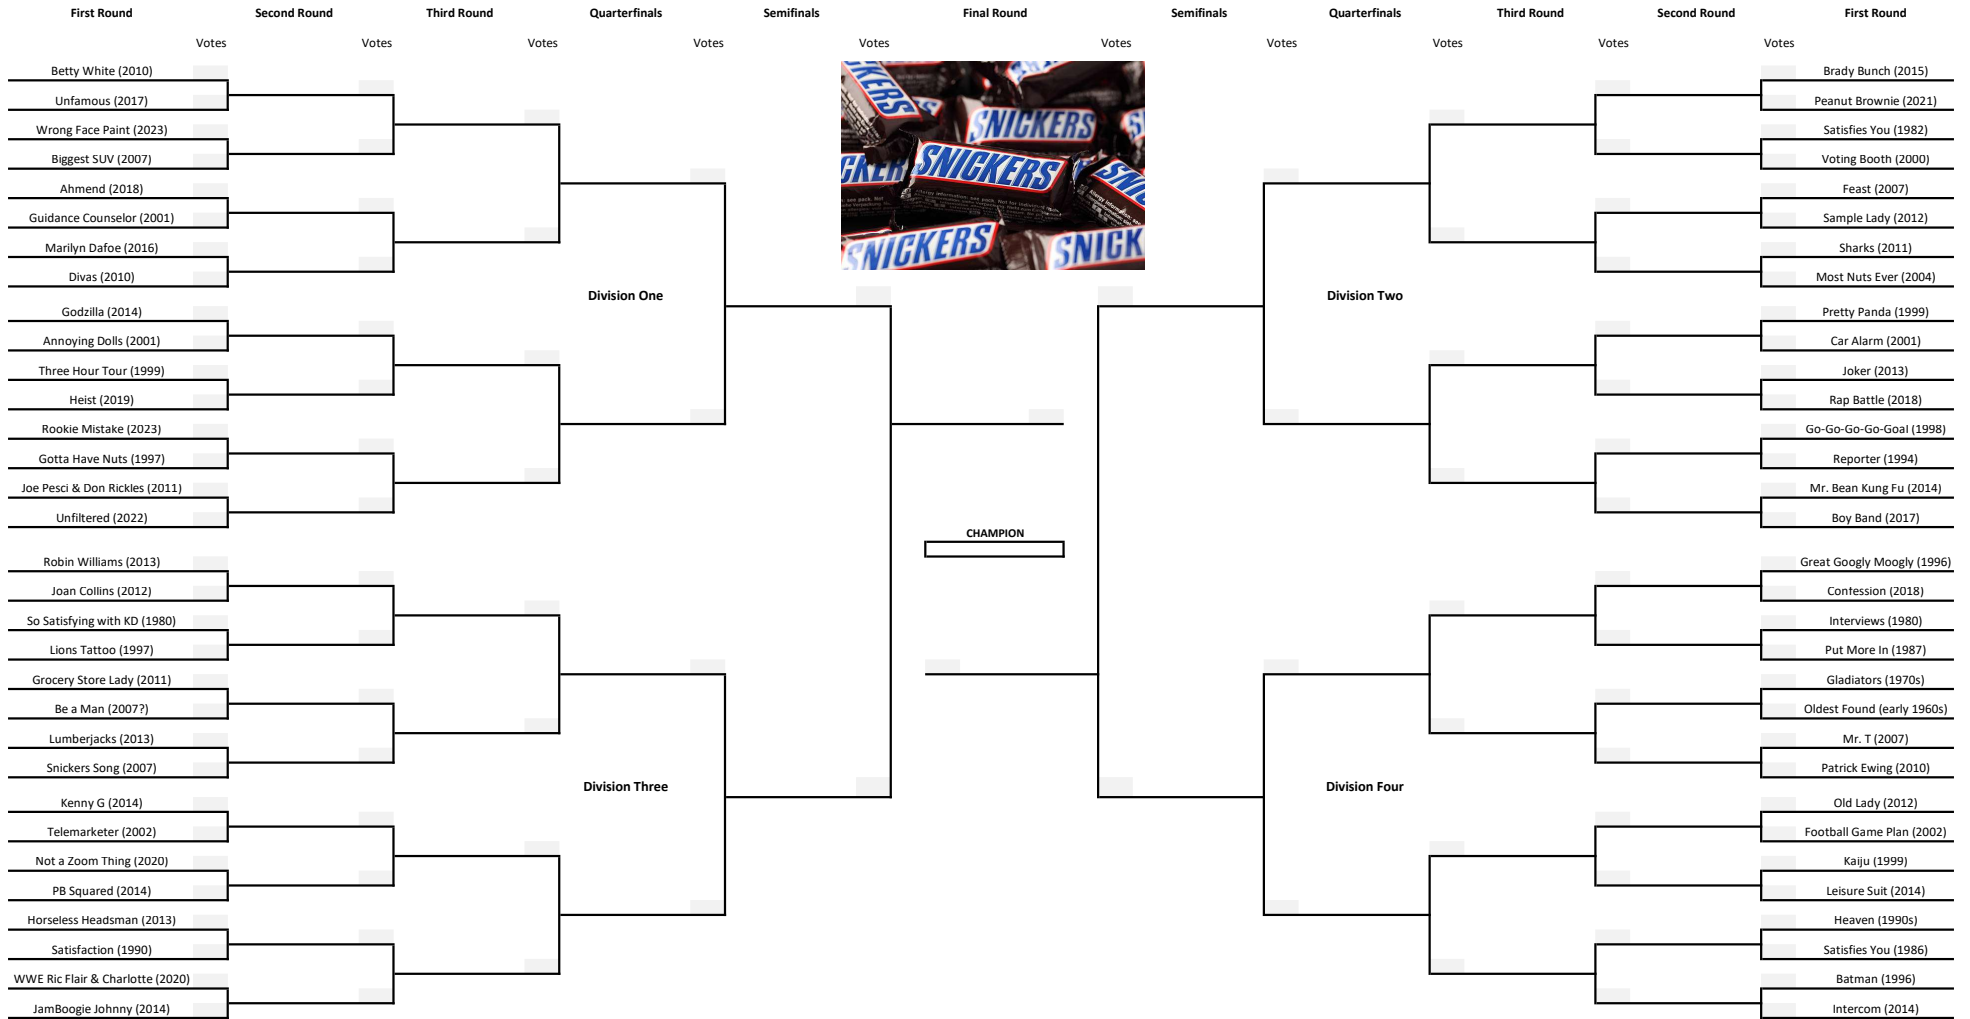 First Round Second Round Third Round Quarterfinals Semifinals Final Round Semifinals Quarterfinals Third Round Second Round First Round
Votes Votes Votes Votes Votes Votes Votes Votes Votes Votes
Betty White (2010)
Unfamous (2017)
Wrong Face Paint (2023)
Biggest SUV (2007)
Ahmend (2018)
Guidance Counselor (2001)
Marilyn Dafoe (2016)
Divas (2010)
Division One
Godzilla (2014)
Annoying Dolls (2001)
Three Hour Tour (1999)
Heist (2019)
Rookie Mistake (2023)
Gotta Have Nuts (1997)
Joe Pesci & Don Rickles (2011)
Unfiltered (2022)
Robin Williams (2013)
Joan Collins (2012)
So Satisfying with KD (1980)
Lions Tattoo (1997)
Grocery Store Lady (2011)
Be a Man (2007?)
Lumberjacks (2013)
Snickers Song (2007)
Division Three
Kenny G (2014)
Telemarketer (2002)
Not a Zoom Thing (2020)
PB Squared (2014)
Horseless Headsman (2013)
Satisfaction (1990)
WWE Ric Flair & Charlotte (2020)
JamBoogie Johnny (2014)
KERS
SNICKERS
CKER
SNICKERS
SNI
SNICKERS
SNICK
CHAMPION
Brady Bunch (2015)
Peanut Brownie (2021)
Satisfies You (1982)
Voting Booth (2000)
Feast (2007)
Sample Lady (2012)
Sharks (2011)
Most Nuts Ever (2004)
Division Two
Pretty Panda (1999)
Car Alarm (2001)
Joker (2013)
Rap Battle (2018)
Go-Go-Go-Go-Goal (1998)
Reporter (1994)
Mr. Bean Kung Fu (2014)
Boy Band (2017)
Great Googly Moogly (1996)
Confession (2018)
Interviews (1980)
Put More In (1987)
Gladiators (1970s)
Oldest Found (early 1960s)
Mr. T (2007)
Patrick Ewing (2010)
Division Four
Old Lady (2012)
Football Game Plan (2002)
Kaiju (1999)
Leisure Suit (2014)
Heaven (1990s)
Satisfies You (1986)
Batman (1996)
Intercom (2014)